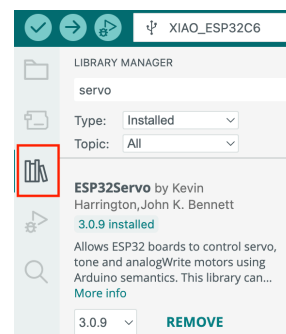 XIAO_ESP32C6
LIBRARY MANAGER
servo
Type: Installed
Topic: All
ESP32Servo by Kevin
Harrington,John K. Bennett
3.0.9 installed
Allows ESP32 boards to control servo,
tone and analogWrite motors using
Arduino semantics. This library can...
More info
3.0.9 REMOVE